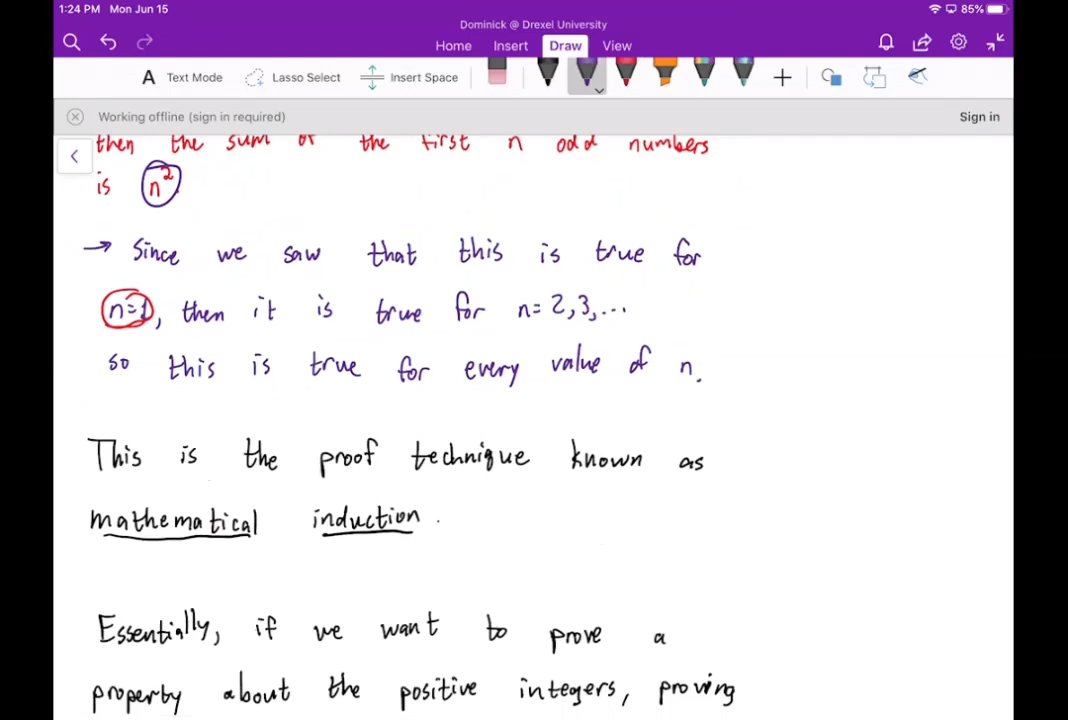 1:24 PM Mon Jun 15
85%
Dominick @ Drexel University
Home Insert Draw View
Text Mode Lasso Select Insert Space
Working offline (sign in required) Sign in
then the sum of the first n odd numbers
is n²
→ Since we saw that this is true for
n=1, then it is true for n= 2,3,...
so this is true for every value of n.
This is the proof technique known as
mathematical induction.
Essentially, if we want to prove a
property about the positive integers, proving